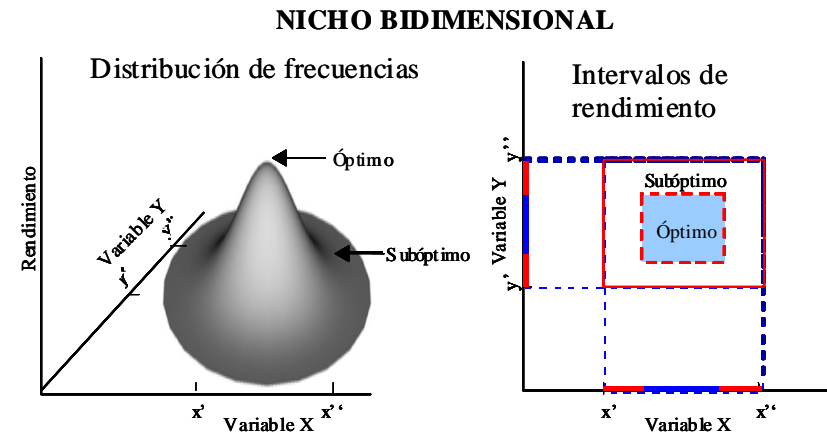 NICHO BIDIMENSIONAL
Distribución de frecuencias
Óptimo
Subóptimo
Rendimiento
Variable Y
y'
y''
x'
x'‘
Variable X
Intervalos de
rendimiento
y’’
Variable Y
y’
Subóptimo
Óptimo
x’
x’‘
Variable X